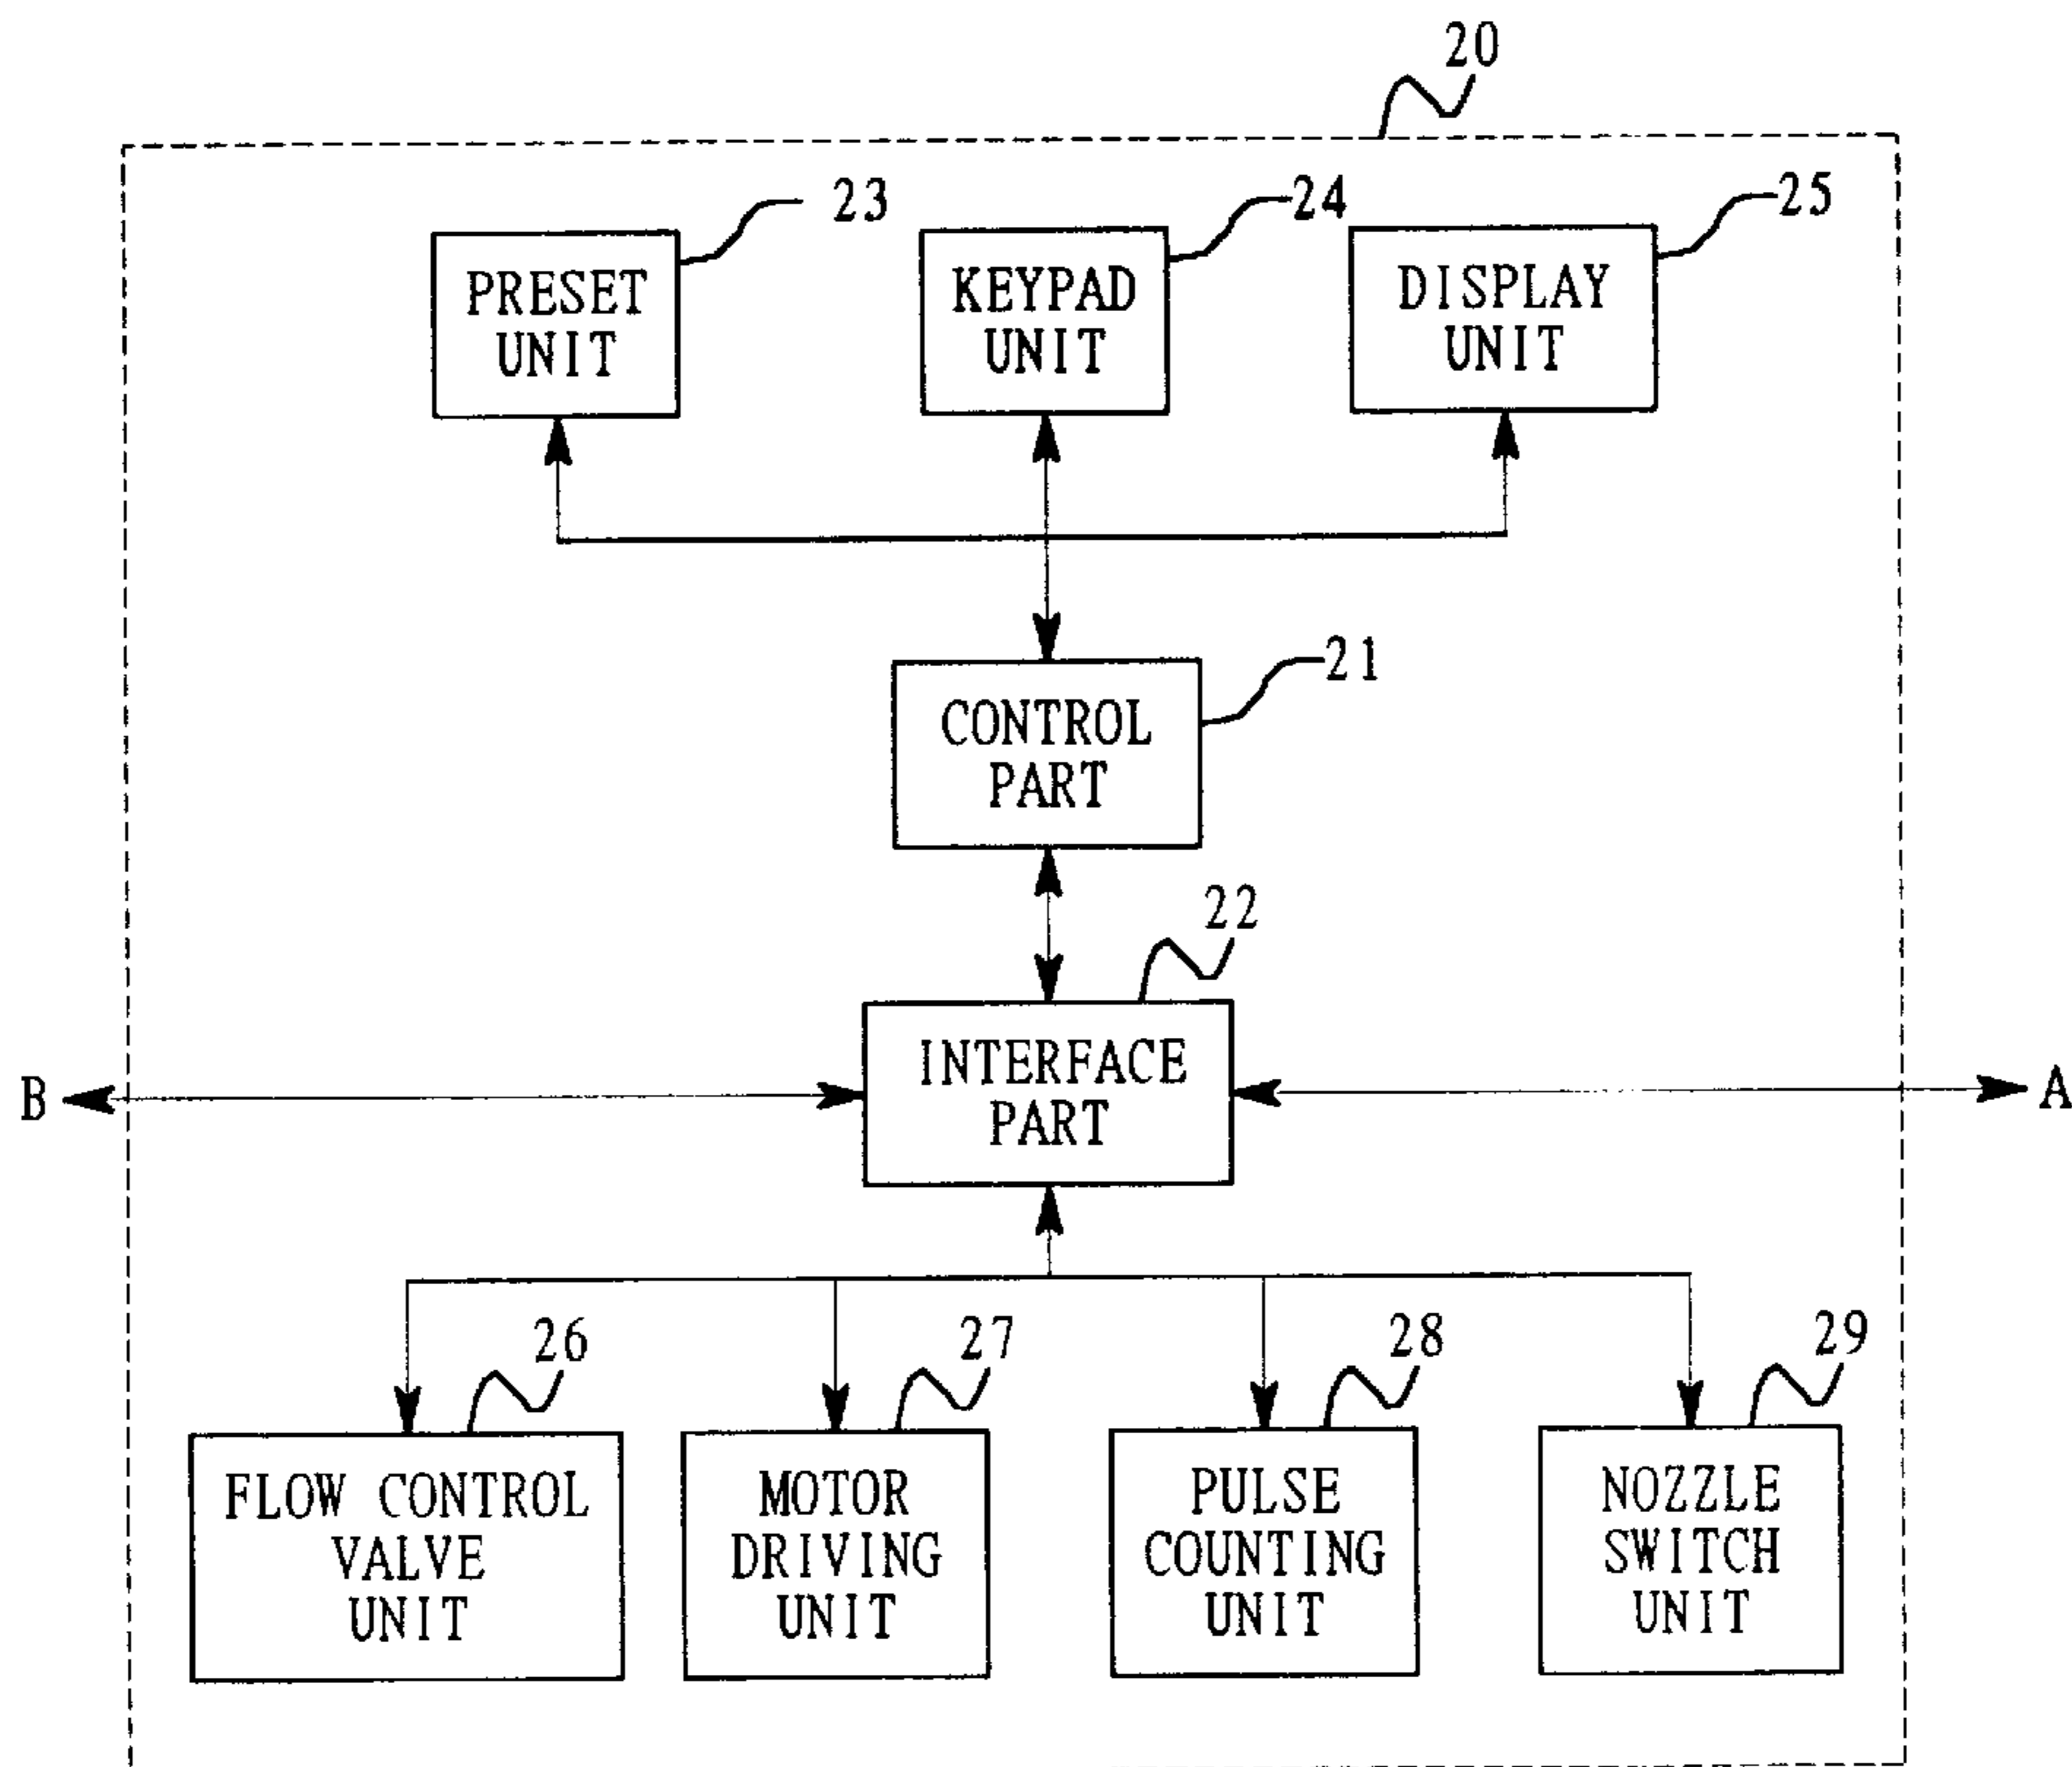 20
23
24
25
PRESET
UNIT
KEYPAD
UNIT
DISPLAY
UNIT
21
CONTROL
PART
22
INTERFACE
PART
B
A
26
27
28
29
FLOW CONTROL
VALVE
UNIT
MOTOR
DRIVING
UNIT
PULSE
COUNTING
UNIT
NOZZLE
SWITCH
UNIT